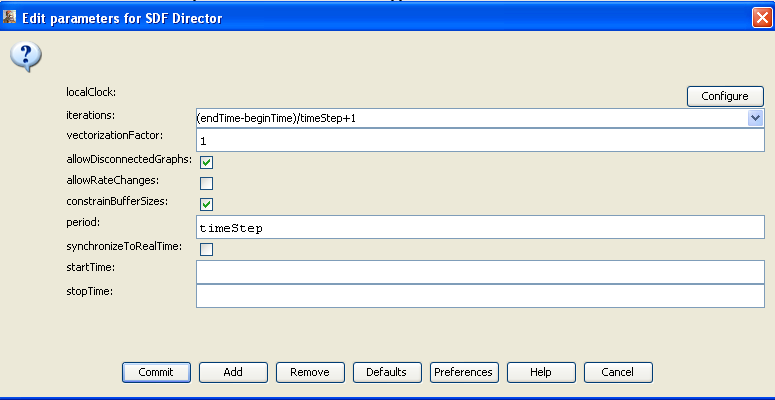 Edit parameters for SDF Director
localClock:
Configure
iterations:
(endTime-beginTime)/timeStep+1
vectorizationFactor:
1
allowDisconnectedGraphs:
allowRateChanges:
constrainBufferSizes:
period:
timeStep
synchronizeToRealTime:
startTime:
stopTime:
Commit Add Remove Defaults Preferences Help Cancel